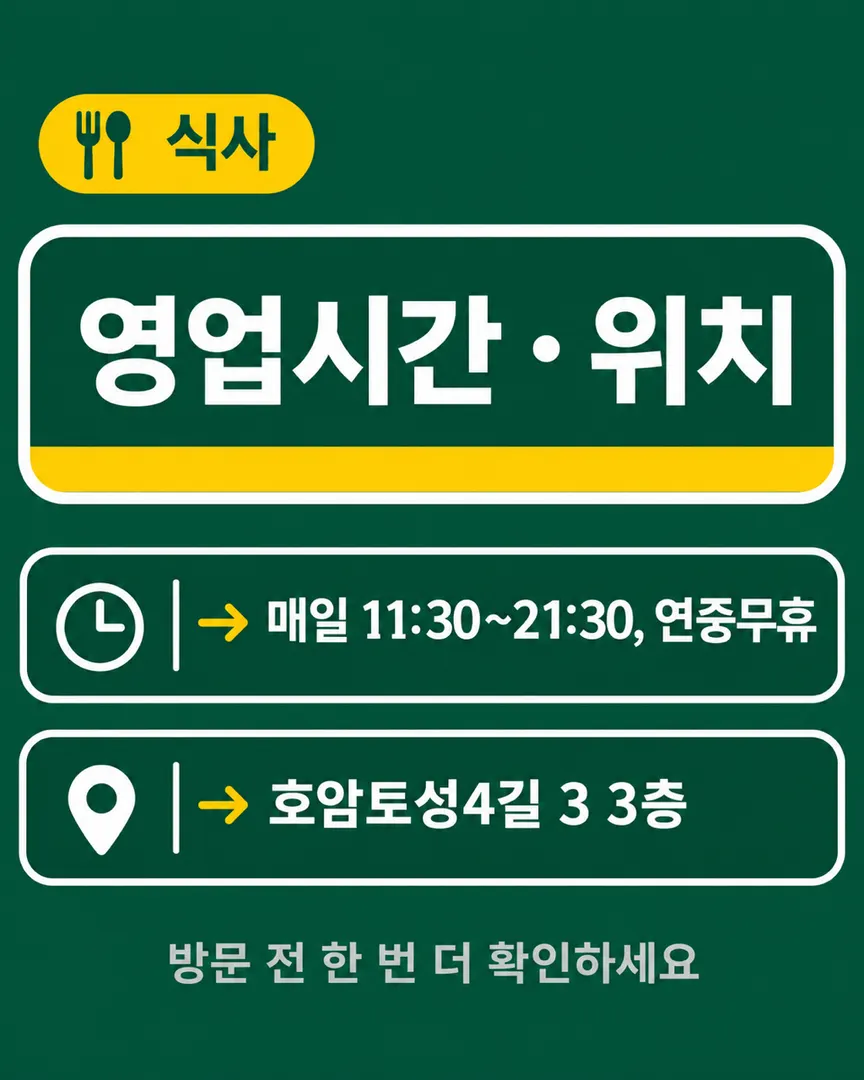 식사
영업시간·위치
→ 매일 11:30~21:30, 연중무휴
→ 호암토성4길 3 3층
방문 전 한 번 더 확인하세요